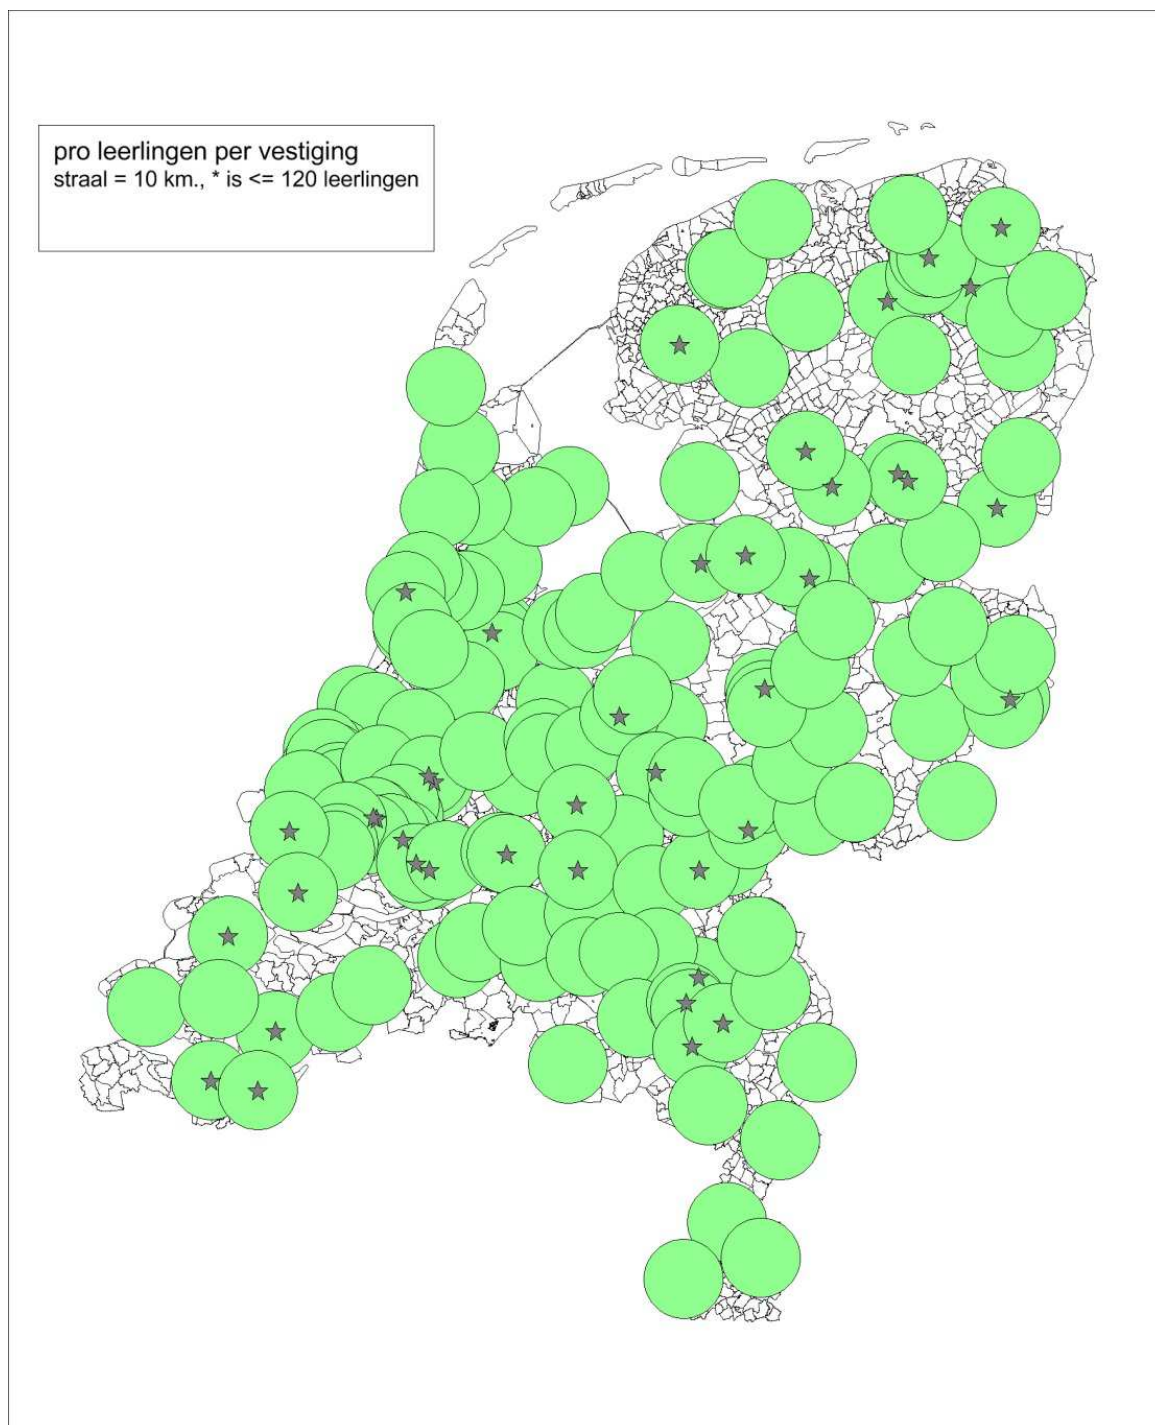 pro leerlingen per vestiging
straal = 10 km., * is <= 120 leerlingen